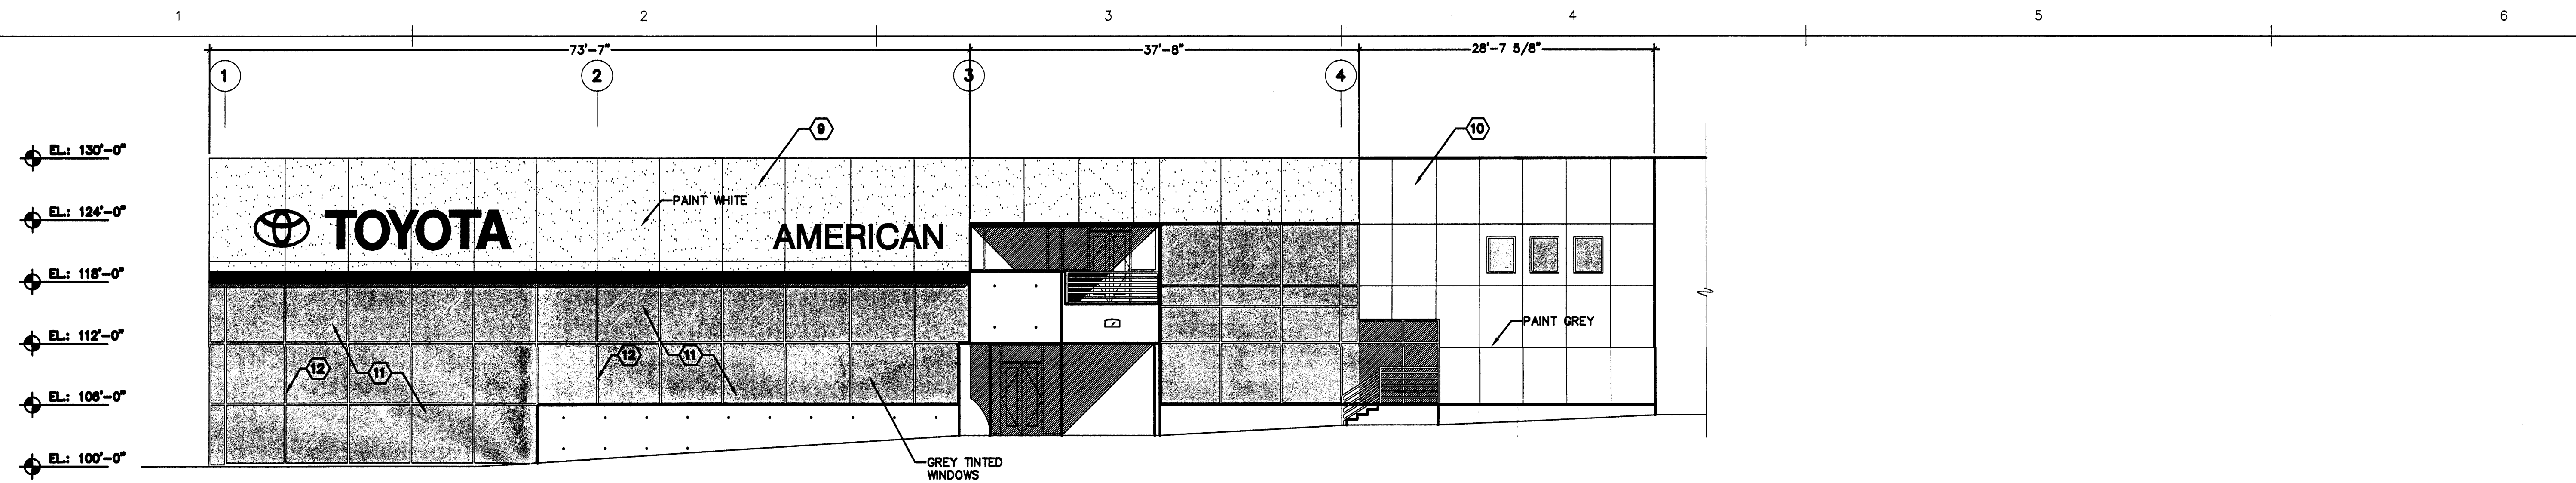 1 2 3 4 5 6
73'-7" 37'-8" 28'-7 5/8"
1 2 3 4
9 10
EL.: 130'-0"
PAINT WHITE
EL.: 124'-0"
TOYOTA AMERICAN
EL.: 118'-0"
PAINT GREY
EL.: 112'-0"
12 11 12 11
EL.: 106'-0"
EL.: 100'-0"
GREY TINTED
WINDOWS